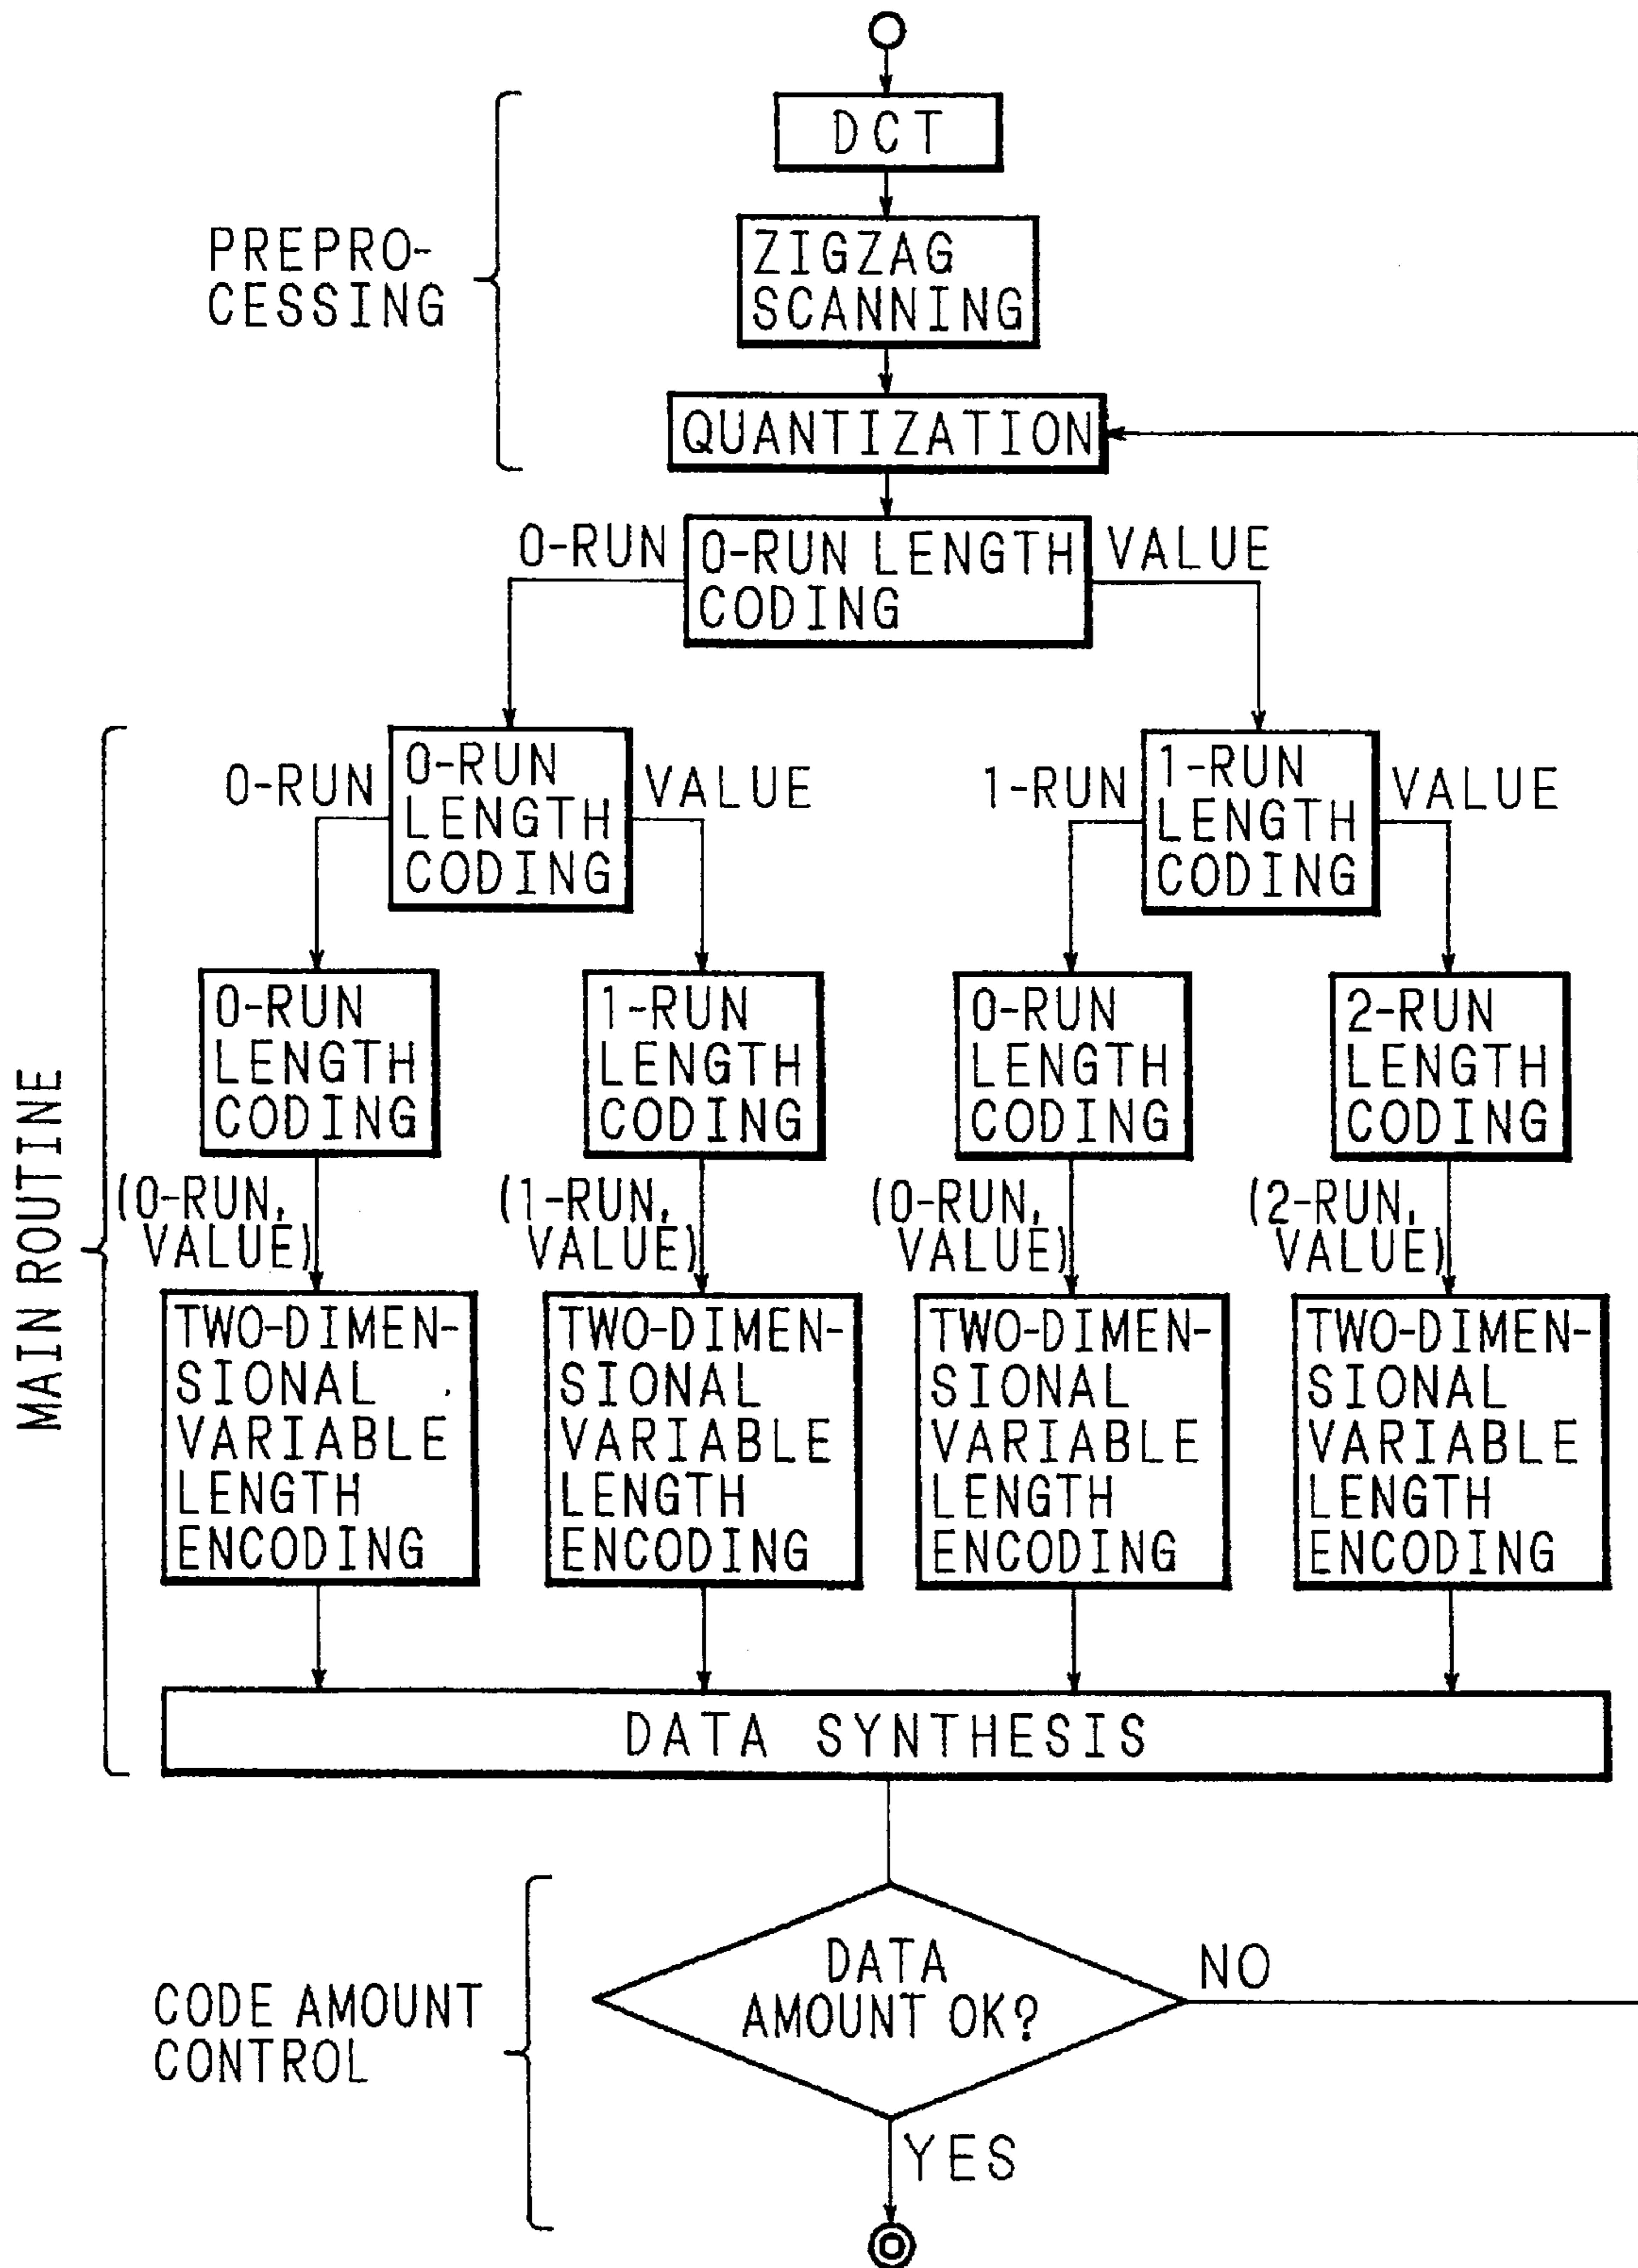 DCT
PREPRO-
CESSING
ZIGZAG
SCANNING
QUANTIZATION
0-RUN
0-RUN LENGTH
CODING
VALUE
0-RUN
0-RUN
LENGTH
CODING
VALUE
1-RUN
1-RUN
LENGTH
CODING
VALUE
MAIN ROUTINE
0-RUN
LENGTH
CODING
1-RUN
LENGTH
CODING
0-RUN
LENGTH
CODING
2-RUN
LENGTH
CODING
(0-RUN,
VALUE)
(1-RUN,
VALUE)
(0-RUN,
VALUE)
(2-RUN,
VALUE)
TWO-DIMEN-
SIONAL
VARIABLE
LENGTH
ENCODING
TWO-DIMEN-
SIONAL
VARIABLE
LENGTH
ENCODING
TWO-DIMEN-
SIONAL
VARIABLE
LENGTH
ENCODING
TWO-DIMEN-
SIONAL
VARIABLE
LENGTH
ENCODING
DATA SYNTHESIS
CODE AMOUNT
CONTROL
DATA
AMOUNT OK?
NO
YES